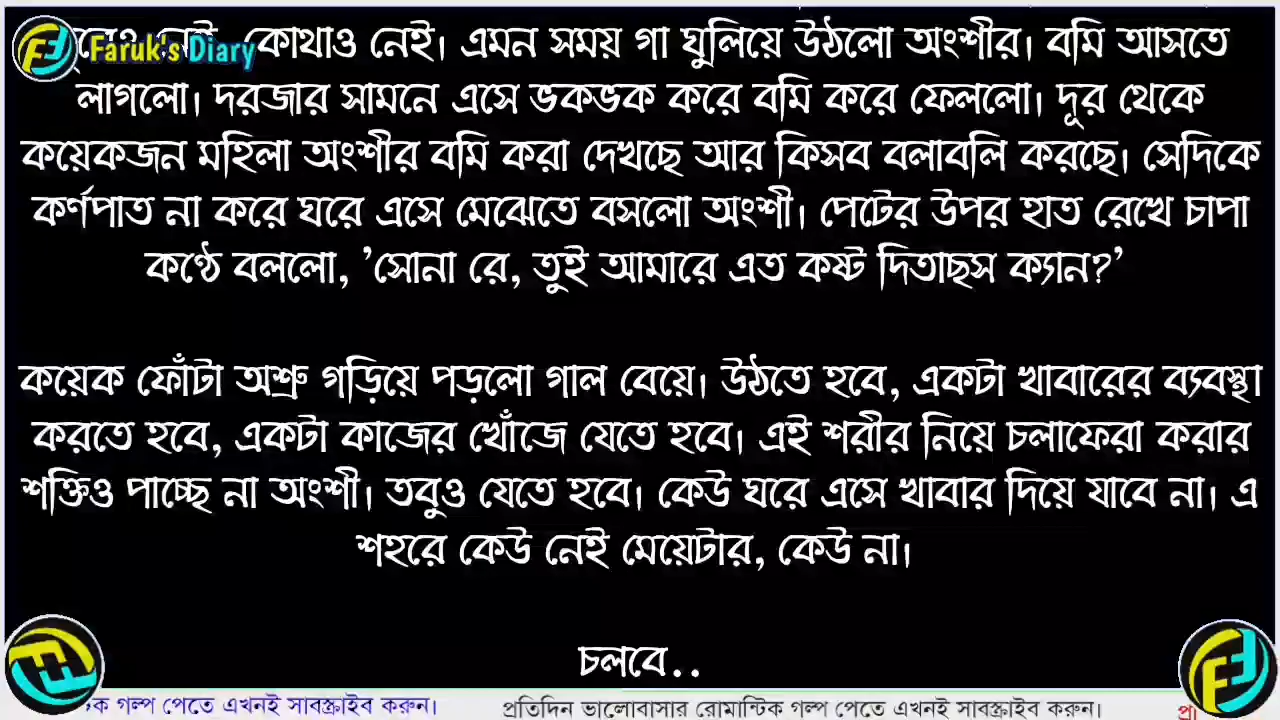 Faruk's Diary
নেই, কোথাও নেই। এমন সময় গা ঘুলিয়ে উঠলো অংশীর। বমি আসতে
লাগলো। দরজার সামনে এসে ভকভক করে বমি করে ফেললো। দূর থেকে
কয়েকজন মহিলা অংশীর বমি করা দেখছে আর কিসব বলাবলি করছে। সেদিকে
কর্ণপাত না করে ঘরে এসে মেঝেতে বসলো অংশী। পেটের উপর হাত রেখে চাপা
কণ্ঠে বললো, ’সোনা রে, তুই আমারে এত কষ্ট দিতাছস ক্যান?’
কয়েক ফোঁটা অশ্রু গড়িয়ে পড়লো গাল বেয়ে। উঠতে হবে, একটা খাবারের ব্যবস্থা
করতে হবে, একটা কাজের খোঁজে যেতে হবে। এই শরীর নিয়ে চলাফেরা করার
শক্তিও পাচ্ছে না অংশী। তবুও যেতে হবে। কেউ ঘরে এসে খাবার দিয়ে যাবে না। এ
শহরে কেউ নেই মেয়েটার, কেউ না।
চলবে..
গল্প পেতে এখনই সাবস্ক্রাইব করুন। প্রতিদিন ভালোবাসার রোমান্টিক গল্প পেতে এখনই সাবস্ক্রাইব করুন।